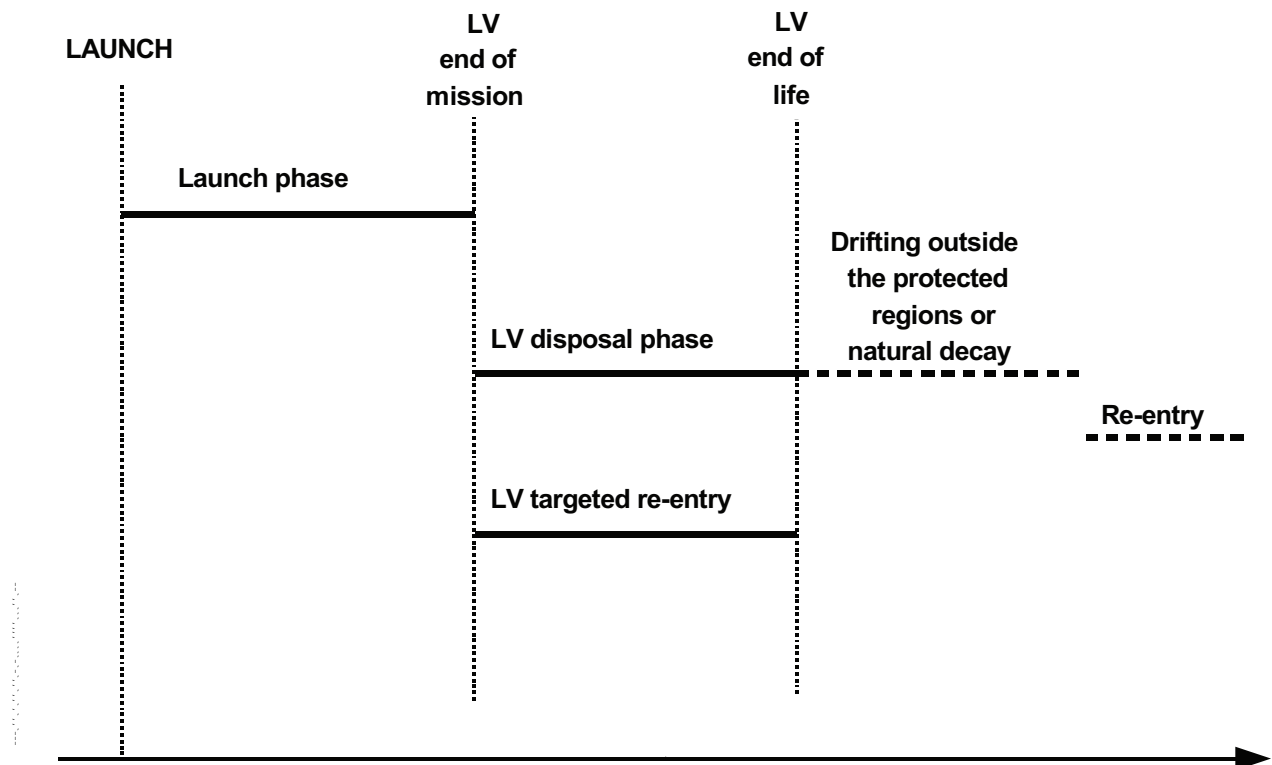 LAUNCH
LV
end of
mission
LV
end of
life
Launch phase
Drifting outside
the protected
regions or
natural decay
LV disposal phase
Re-entry
LV targeted re-entry